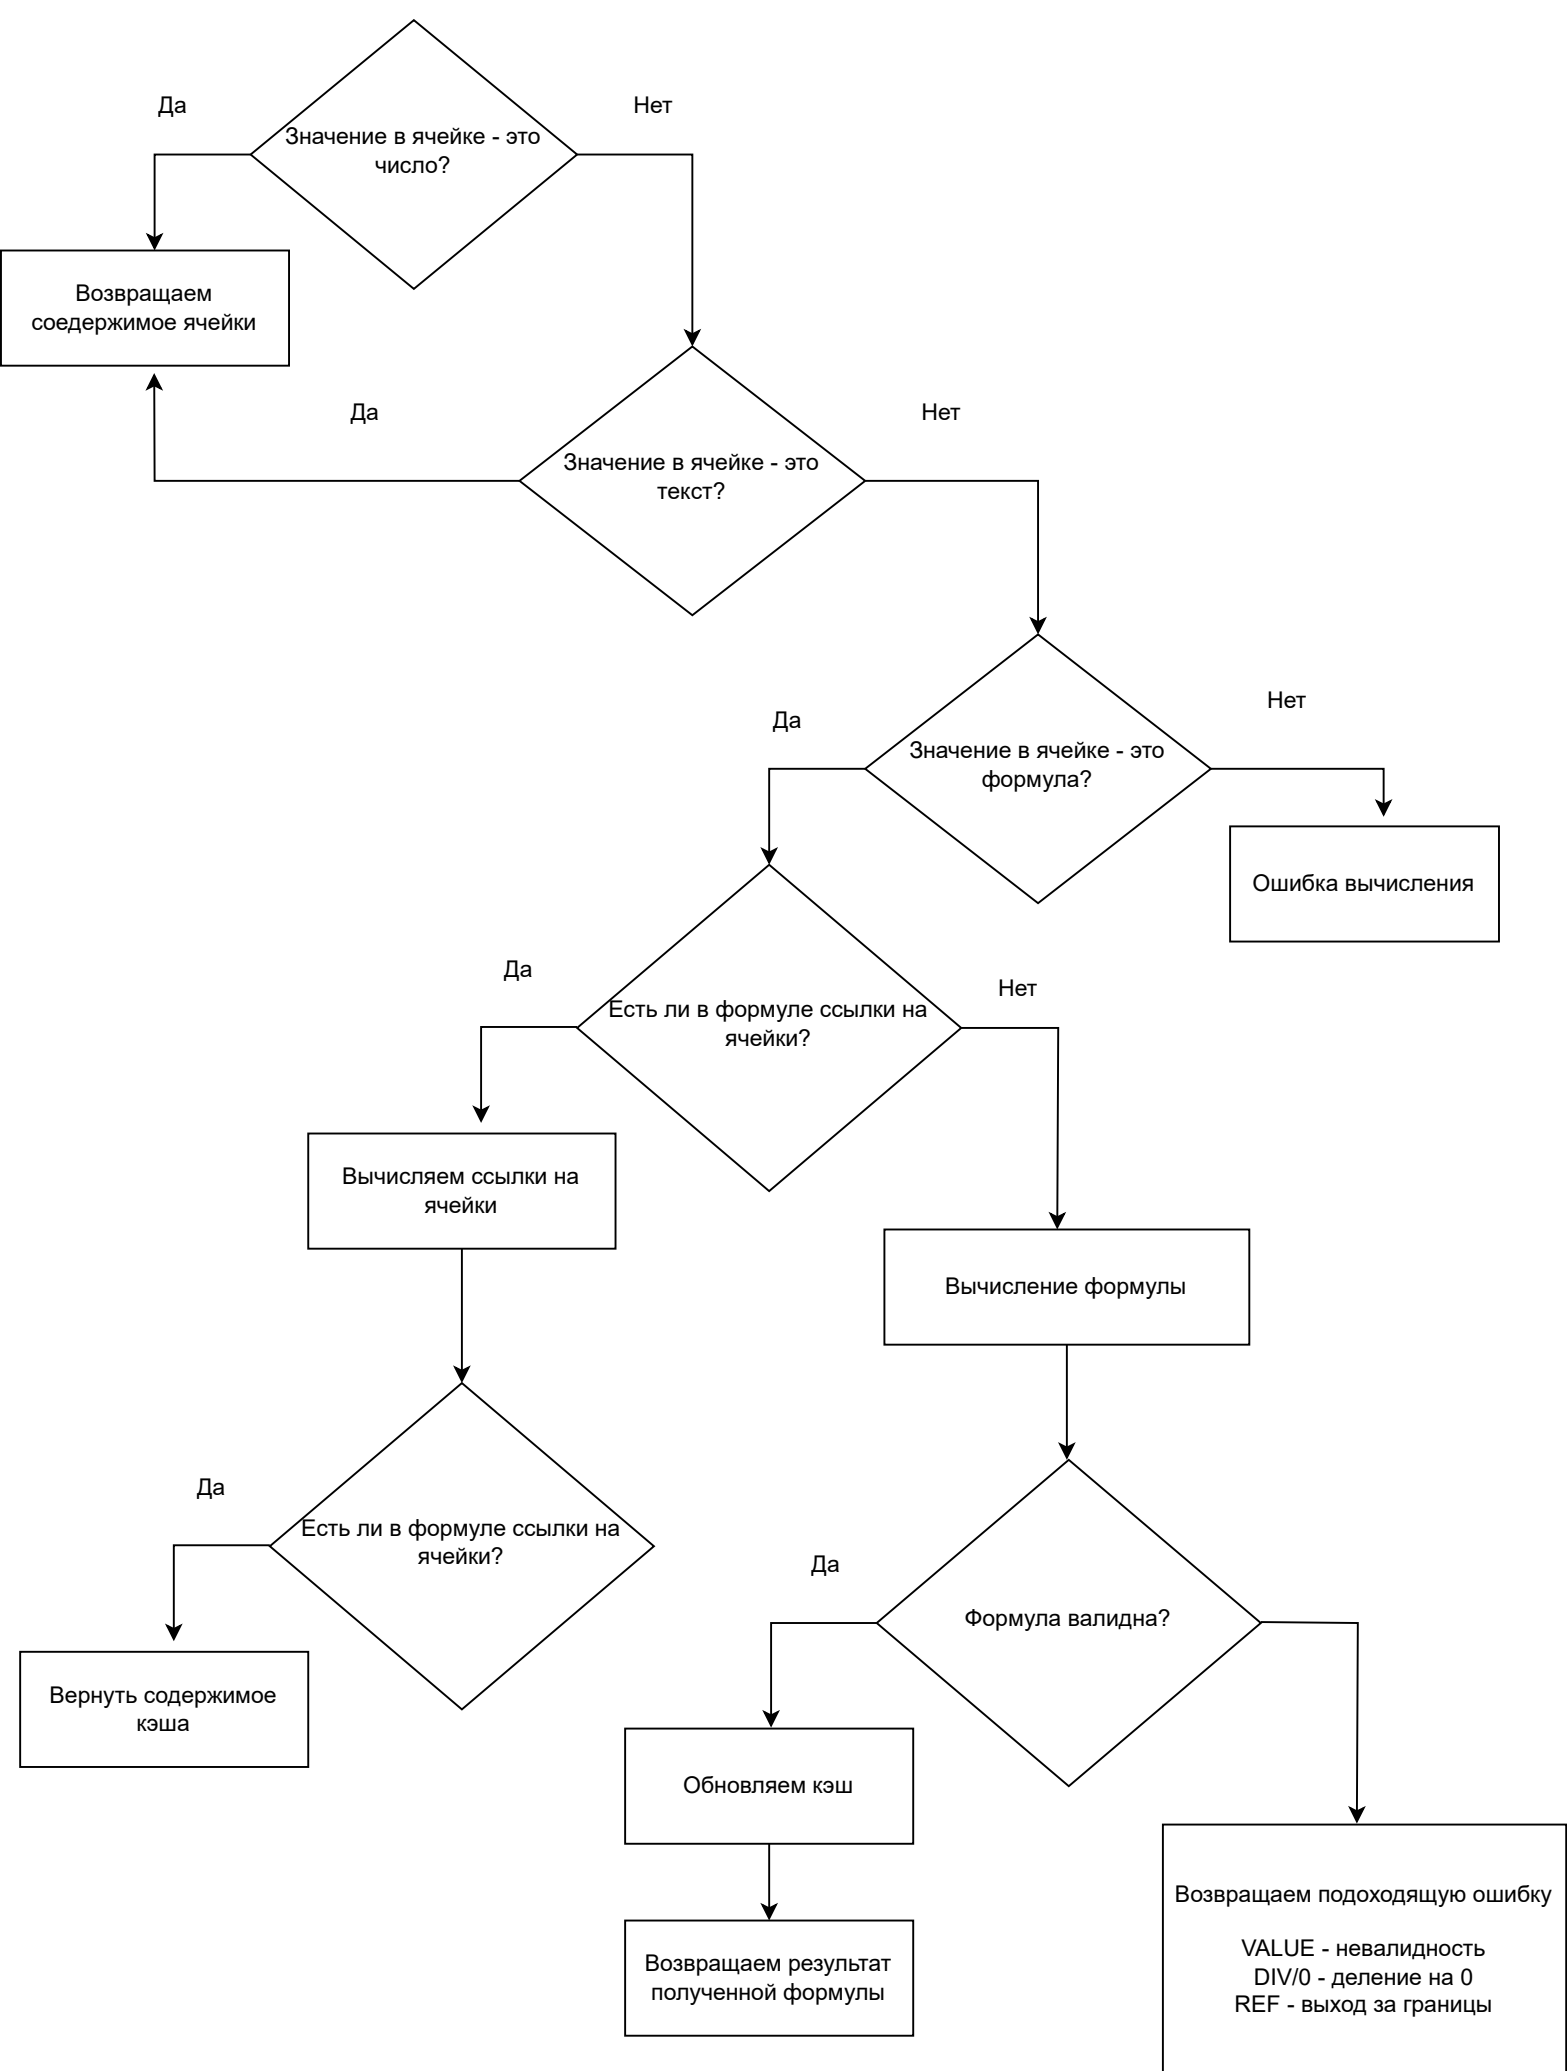 Да
Нет
Значение в ячейке - это
число?
Возвращаем
соедержимое ячейки
Да
Нет
Значение в ячейке - это
текст?
Да
Нет
Значение в ячейке - это
формула?
Ошибка вычисления
Да
Нет
Есть ли в формуле ссылки на
ячейки?
Вычисляем ссылки на
ячейки
Вычисление формулы
Да
Есть ли в формуле ссылки на
ячейки?
Да
Формула валидна?
Вернуть содержимое
кэша
Обновляем кэш
Возвращаем подоходящую ошибку
VALUE - невалидность
DIV/0 - деление на 0
REF - выход за границы
Возвращаем результат
полученной формулы